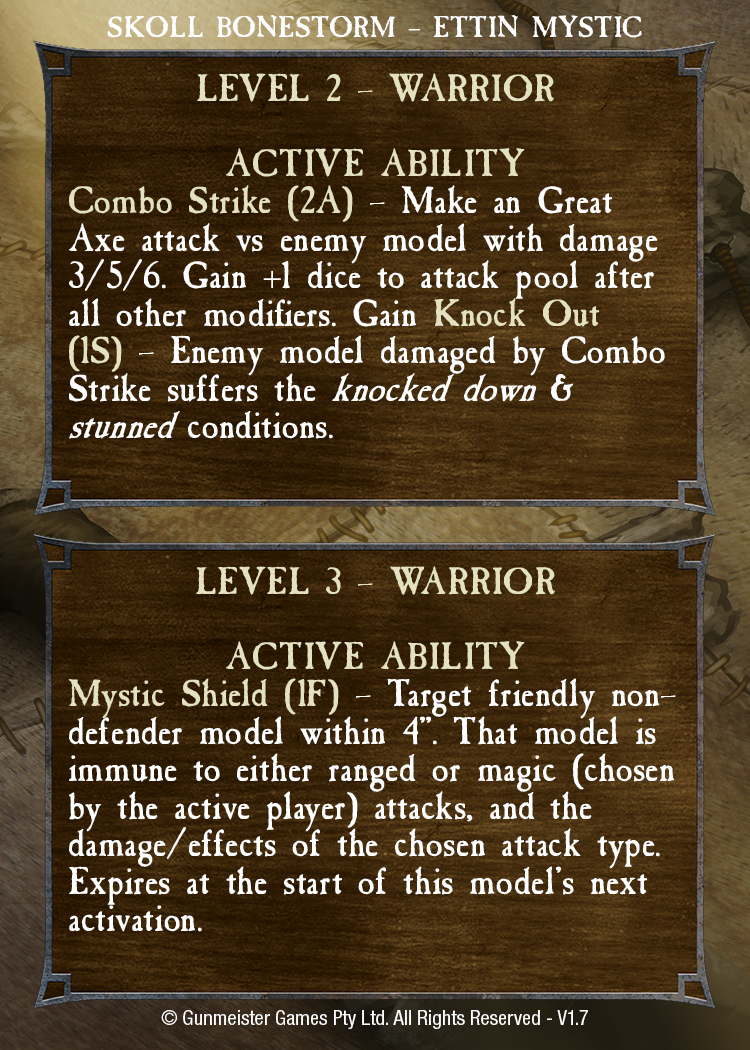 SKOLL BONESTORM – ETTIN MYSTIC
LEVEL 2 – WARRIOR
ACTIVE ABILITY
Combo Strike (2A) – Make an Great
Axe attack vs enemy model with damage
3/5/6. Gain +1 dice to attack pool after
all other modifiers. Gain Knock Out
(1S) – Enemy model damaged by Combo
Strike suffers the knocked down &
stunned conditions.
LEVEL 3 – WARRIOR
ACTIVE ABILITY
Mystic Shield (1F) – Target friendly non-
defender model within 4”. That model is
immune to either ranged or magic (chosen
by the active player) attacks, and the
damage/effects of the chosen attack type.
Expires at the start of this model's next
activation.
© Gunmeister Games Pty Ltd. All Rights Reserved - V1.7